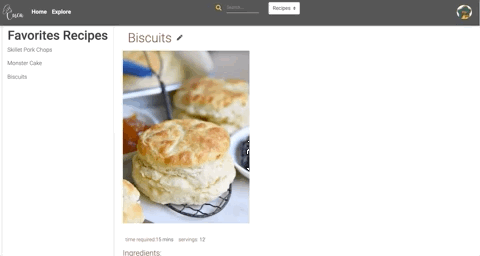 Home Explore
Search...
Recipes
Favorites Recipes
Skillet Pork Chops
Monster Cake
Biscuits
Biscuits
time required:15 mins servings: 12
Ingredients: